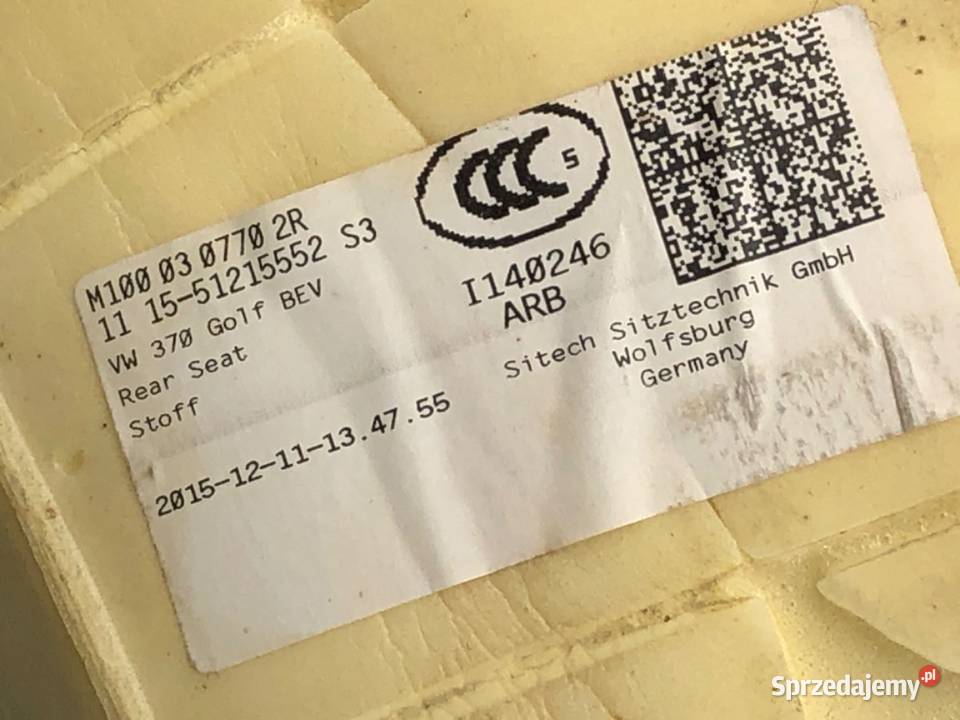 M100 03 0770 2R
11 15-51215552 S3
VW 370 Golf BEV
Rear Seat
Stoff
2015-12-11-13.47.55
CCC S
I140246
ARB
Sitech Sitztechnik GmbH
Wolfsburg
Germany
Sprzedajemy.pl